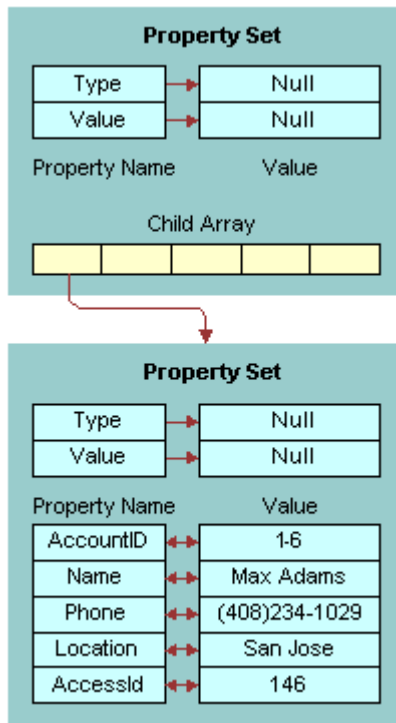 Property Set
Type Null
Value Null
Property Name Value
Child Array
Property Set
Type Null
Value Null
Property Name Value
AccountID 1-6
Name Max Adams
Phone (408)234-1029
Location San Jose
AccessId 146